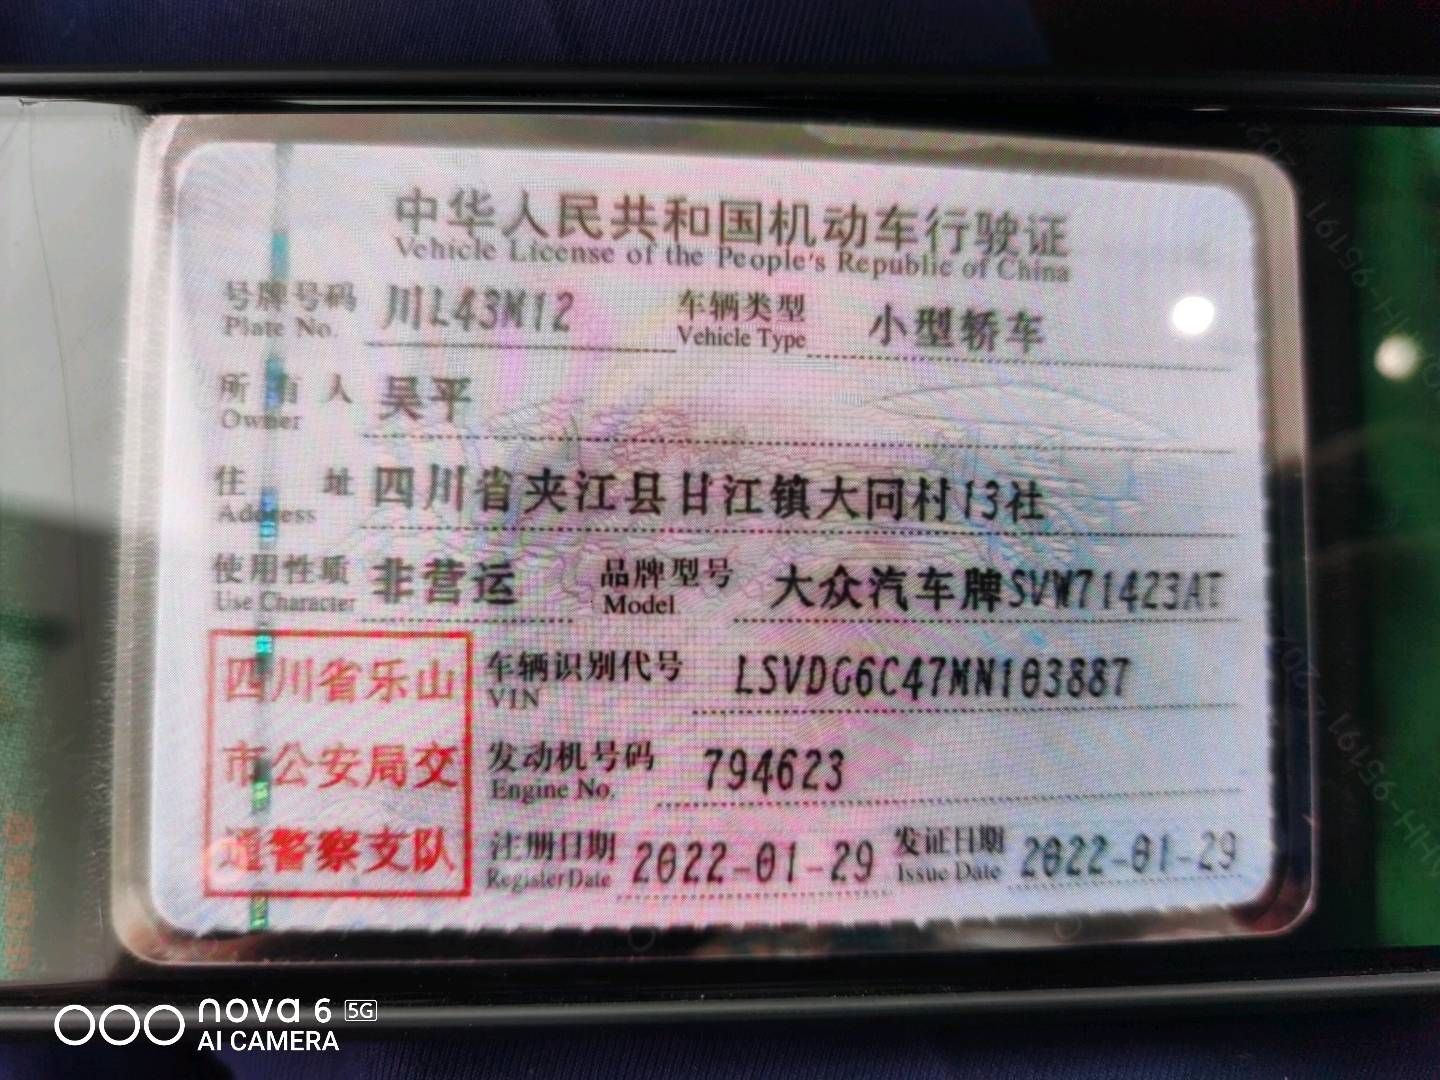 中华人民共和国机动车行驶证
Vehicle License of the People's Republic of China
号牌号码 川L43M12 车辆类型 小型轿车
Plate No. Vehicle Type
所有人 吴平
Owner
住址 四川省夹江县甘江镇大同村13社
Address
使用性质 非营运 品牌型号 大众汽车牌SVW71423AT
Use Character Model
四川省乐山
市公安局交
通警察支队
车辆识别代号 LSVDG6C47MN103887
VIN
发动机号码 794623
Engine No.
注册日期 2022-01-29 发证日期 2022-01-29
Register Date Issue Date
nova 6 5G
AI CAMERA